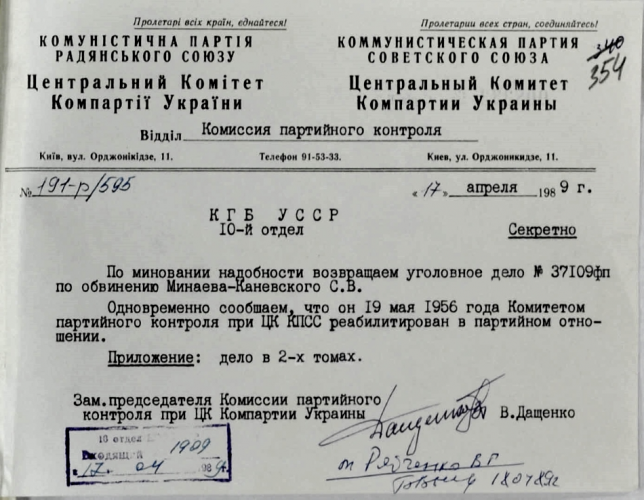 Пролетарі всіх країн, єднайтеся!
КОМУНІСТИЧНА ПАРТІЯ
РАДЯНСЬКОГО СОЮЗУ
Центральний Комітет
Компартії України
Пролетарии всех стран, соединяйтесь!
КОММУНИСТИЧЕСКАЯ ПАРТИЯ
СОВЕТСКОГО СОЮЗА
Центральный Комитет
Компартии Украины
340
354
Відділ Комиссия партийного контроля
Київ, вул. Орджонікідзе, 11. Телефон 91-53-33. Киев, ул. Орджоникидзе, 11.
№ 191-р/595 «17» апреля 1989 г.
КГБ УССР
10-й отдел Секретно
По миновании надобности возвращаем уголовное дело № 37109фп
по обвинению Минаева-Каневского С.В.
Одновременно сообщаем, что он 19 мая 1956 года Комитетом
партийного контроля при ЦК КПСС реабилитирован в партийном отно-
шении.
Приложение: дело в 2-х томах.
Зам.председателя Комиссии партийного
контроля при ЦК Компартии Украины В.Дащенко
10 отдел
Входящий 1909
17 04 1989